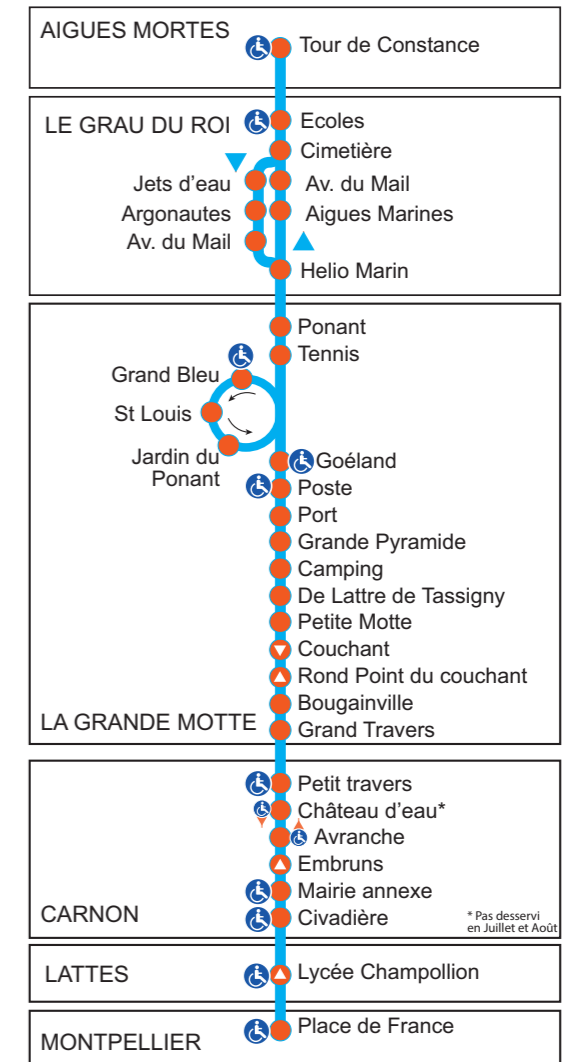 AIGUES MORTES
Tour de Constance
LE GRAU DU ROI
Ecoles
Cimetière
Jets d'eau
Av. du Mail
Argonautes
Aigues Marines
Av. du Mail
Helio Marin
Ponant
Tennis
Grand Bleu
St Louis
Jardin du
Ponant
Goéland
Poste
Port
Grande Pyramide
Camping
De Lattre de Tassigny
Petite Motte
Couchant
Rond Point du couchant
Bougainville
LA GRANDE MOTTE
Grand Travers
Petit travers
Château d'eau*
Avranche
Embruns
Mairie annexe
CARNON
Civadière
* Pas desservi
en Juillet et Août
LATTES
Lycée Champollion
Place de France
MONTPELLIER